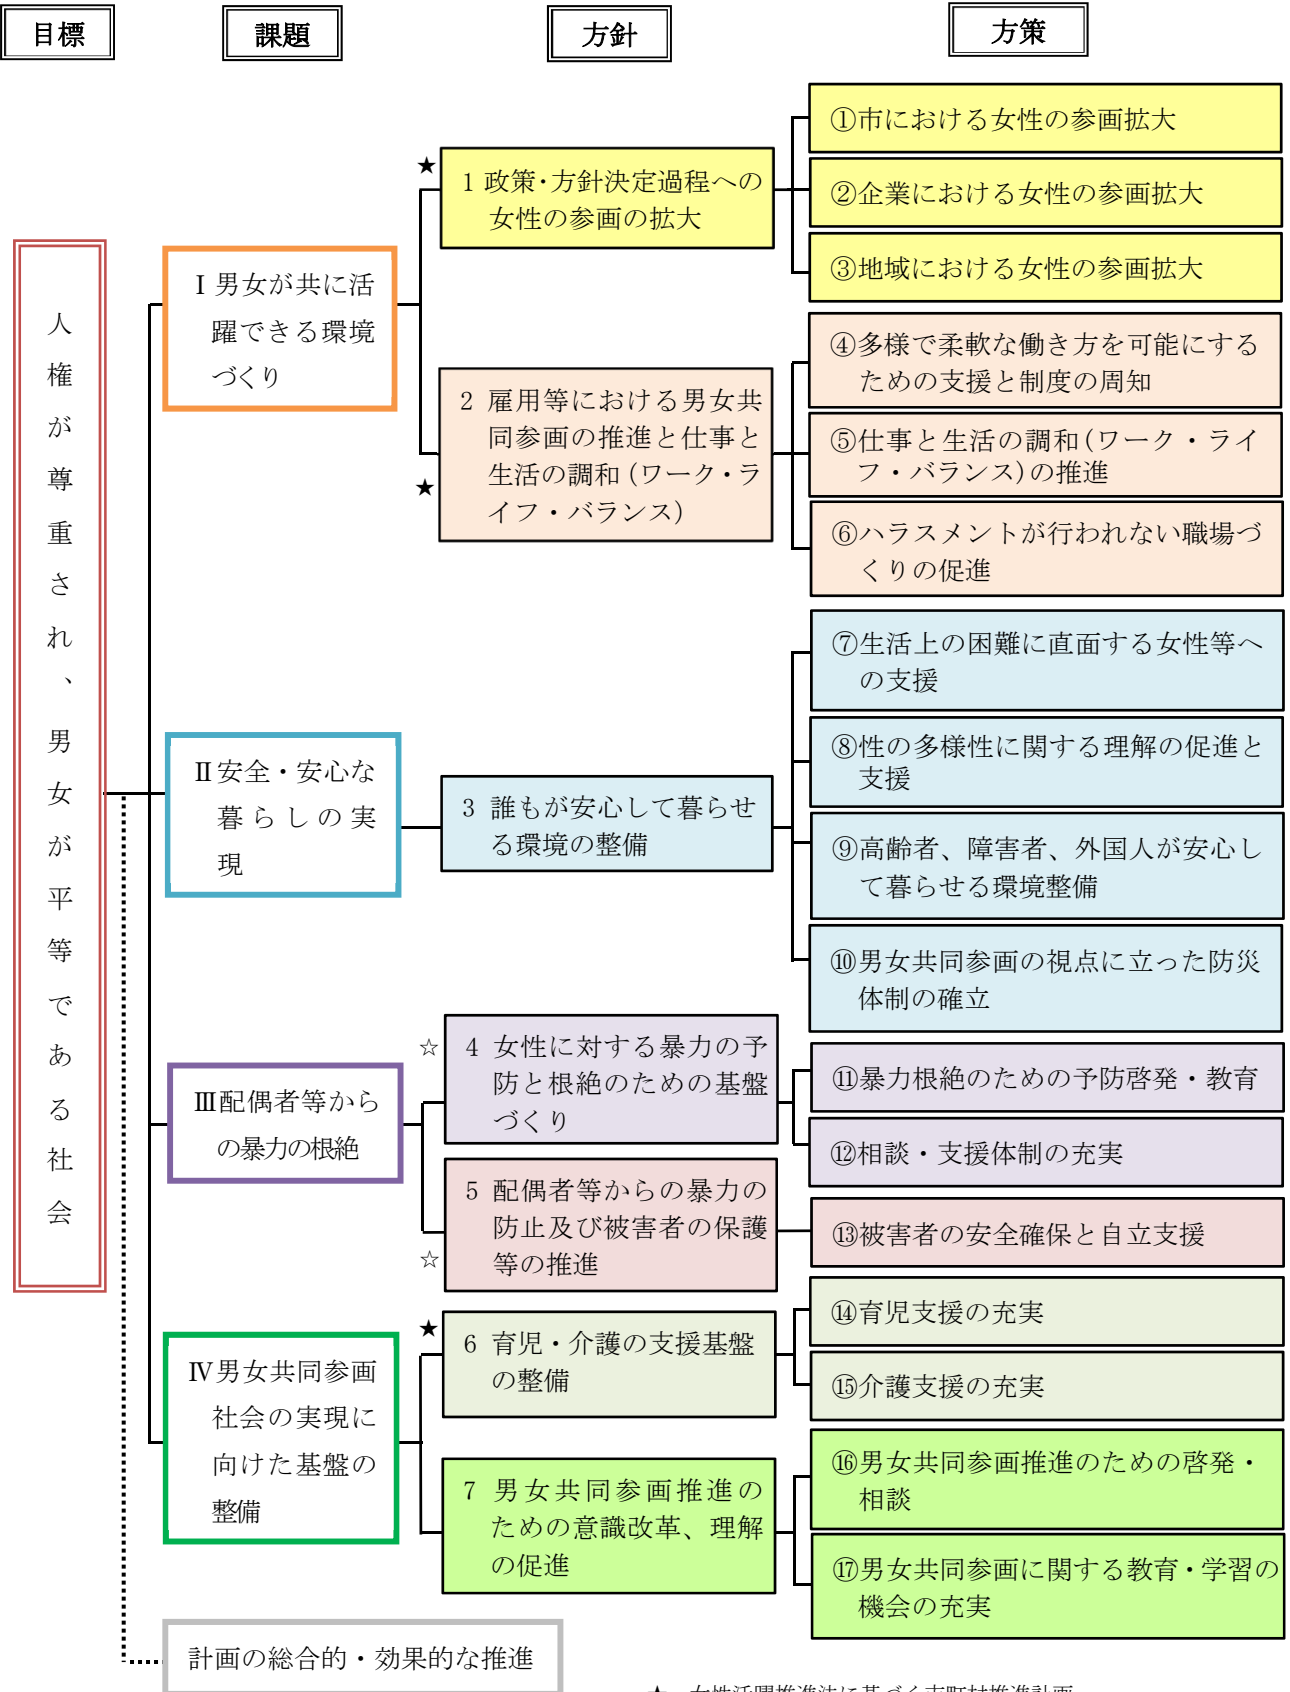 目標
課題
方針
方策
人権が尊重され、男女が平等である社会
Ⅰ男女が共に活
躍できる環境
づくり
★
1 政策・方針決定過程への
女性の参画の拡大
①市における女性の参画拡大
②企業における女性の参画拡大
③地域における女性の参画拡大
★
2 雇用等における男女共
同参画の推進と仕事と
生活の調和(ワーク・ラ
イフ・バランス)
④多様で柔軟な働き方を可能にする
ための支援と制度の周知
⑤仕事と生活の調和(ワーク・ライ
フ・バランス)の推進
⑥ハラスメントが行われない職場づ
くりの促進
Ⅱ安全・安心な
暮らしの実
現
3 誰もが安心して暮らせ
る環境の整備
⑦生活上の困難に直面する女性等へ
の支援
⑧性の多様性に関する理解の促進と
支援
⑨高齢者、障害者、外国人が安心し
て暮らせる環境整備
⑩男女共同参画の視点に立った防災
体制の確立
Ⅲ配偶者等から
の暴力の根絶
☆
4 女性に対する暴力の予
防と根絶のための基盤
づくり
⑪暴力根絶のための予防啓発・教育
⑫相談・支援体制の充実
☆
5 配偶者等からの暴力の
防止及び被害者の保護
等の推進
⑬被害者の安全確保と自立支援
Ⅳ男女共同参画
社会の実現に
向けた基盤の
整備
★
6 育児・介護の支援基盤
の整備
⑭育児支援の充実
⑮介護支援の充実
7 男女共同参画推進の
ための意識改革、理解
の促進
⑯男女共同参画推進のための啓発・
相談
⑰男女共同参画に関する教育・学習の
機会の充実
計画の総合的・効果的な推進
★ 女性活躍推進法に基づく市町村推進計画